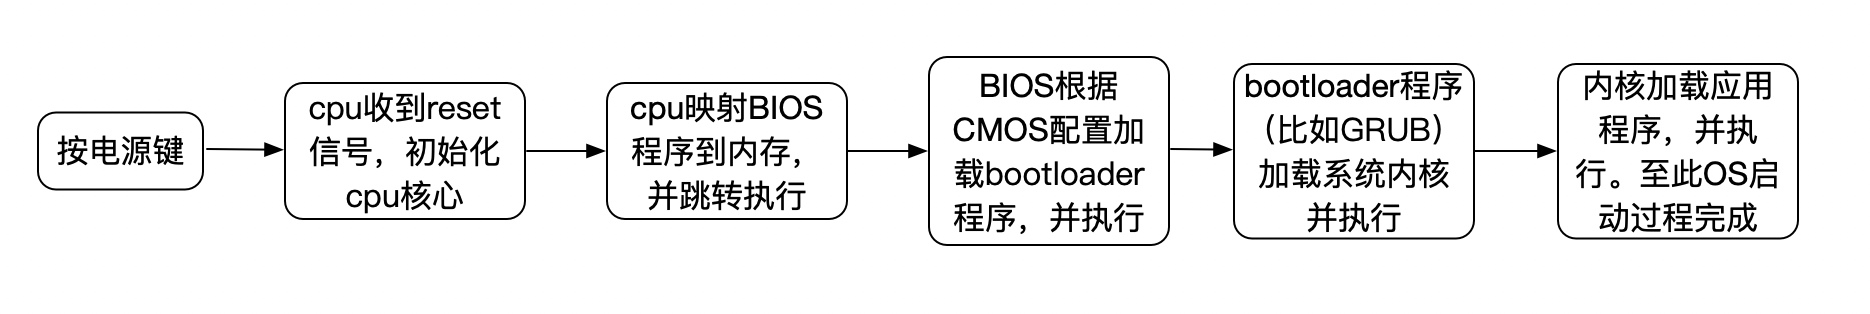 按电源键
cpu收到reset
信号，初始化
cpu核心
cpu映射BIOS
程序到内存，
并跳转执行
BIOS根据
CMOS配置加
载bootloader
程序，并执行
bootloader程序
（比如GRUB）
加载系统内核
并执行
内核加载应用
程序，并执
行。至此OS启
动过程完成